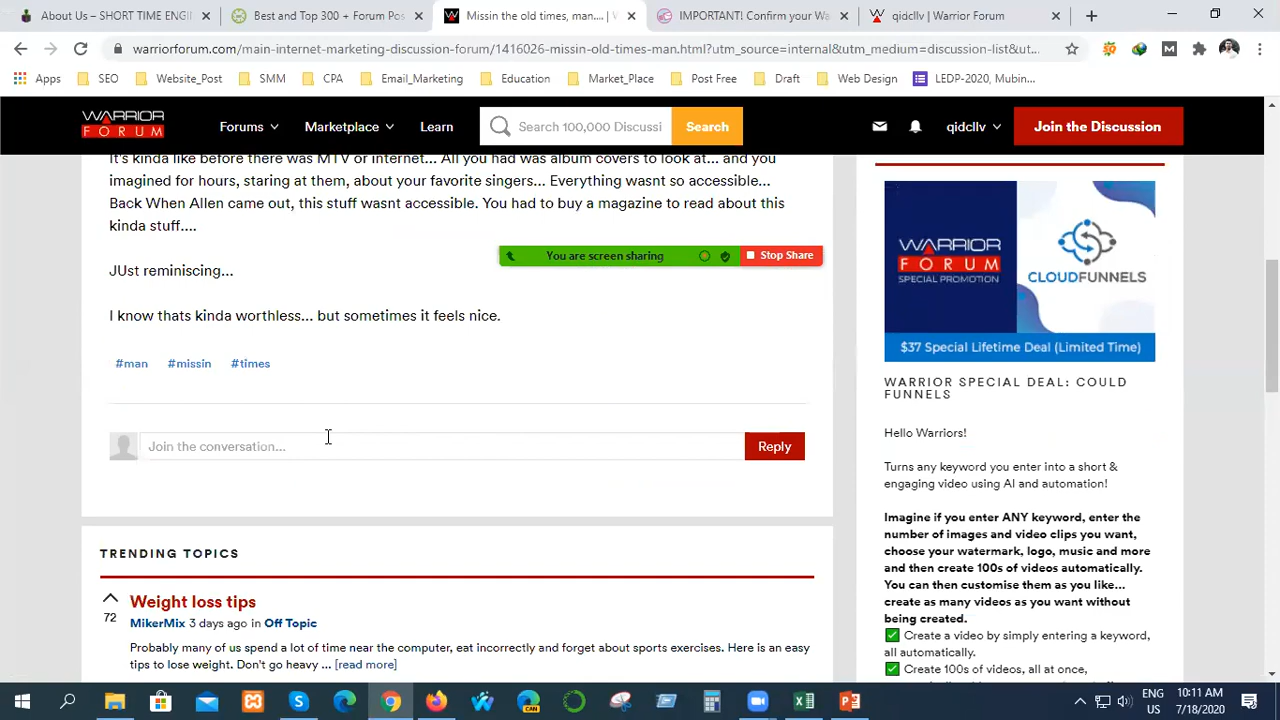 About Us – SHORT TIME ENG
Best and Top 300 + Forum Pos
Missin the old times, man... | W
IMPORTANT! Confirm your Wa
qidcllv | Warrior Forum
warriorforum.com/main-internet-marketing-discussion-forum/1416026-missin-old-times-man.html?utm_source=internal&utm_medium=discussion-list&ut...
Apps
SEO
Website_Post
SMM
CPA
Email_Marketing
Education
Market_Place
Post Free
Draft
Web Design
LEDP-2020, Mubin...
WARRIOR
FORUM
Forums
Marketplace
Learn
Search 100,000 Discussi
Search
qidcllv
Join the Discussion
It's kinda like before there was MTV or internet... All you had was album covers to look at... and you
imagined for hours, staring at them, about your favorite singers... Everything wasnt so accessible...
Back When Allen came out, this stuff wasnt accessible. You had to buy a magazine to read about this
kinda stuff....
You are screen sharing
Stop Share
JUst reminiscing...
I know thats kinda worthless... but sometimes it feels nice.
#man #missin #times
Join the conversation...
Reply
TRENDING TOPICS
Weight loss tips
72
MikerMix 3 days ago in Off Topic
Probably many of us spend a lot of time near the computer, eat incorrectly and forget about sports exercises. Here is an easy
tips to lose weight. Don't go heavy ... [read more]
WARRIOR
FORUM
SPECIAL PROMOTION
CLOUDFUNNELS
$37 Special Lifetime Deal (Limited Time)
WARRIOR SPECIAL DEAL: COULD
FUNNELS
Hello Warriors!
Turns any keyword you enter into a short &
engaging video using AI and automation!
Imagine if you enter ANY keyword, enter the
number of images and video clips you want,
choose your watermark, logo, music and more
and then create 100s of videos automatically.
You can then customise them as you like...
create as many videos as you want without
being created.
✅ Create a video by simply entering a keyword,
all automatically.
✅ Create 100s of videos, all at once,
CAN
ENG
US
10:11 AM
7/18/2020